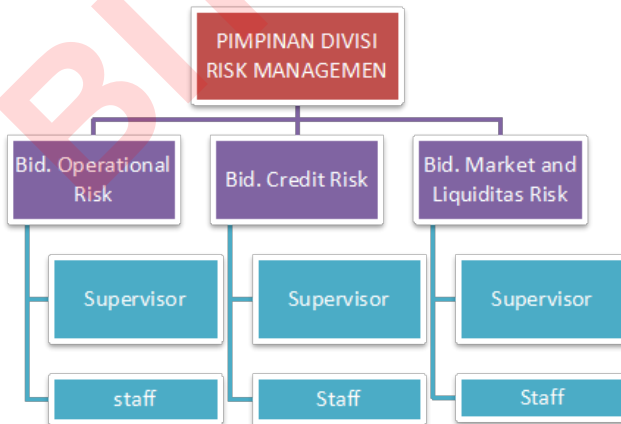 PIMPINAN DIVISI
RISK MANAGEMEN
Bid. Operational
Risk
Bid. Credit Risk
Bid. Market and
Liquiditas Risk
Supervisor
Supervisor
Supervisor
staff
Staff
Staff